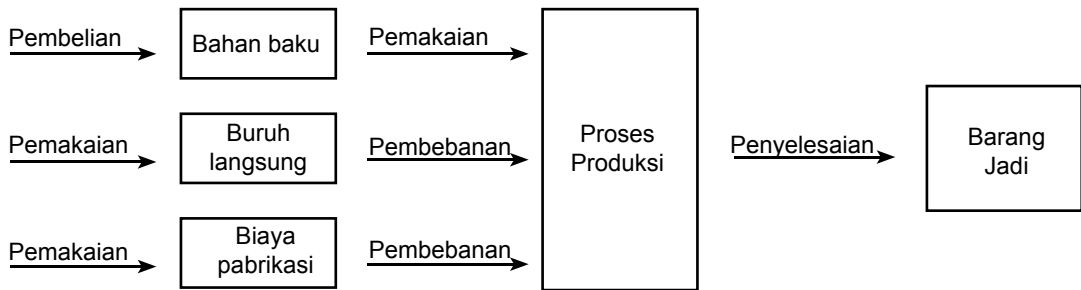 Pembelian
Bahan baku
Pemakaian
Pemakaian
Buruh
langsung
Pembebanan
Proses
Produksi
Penyelesaian
Barang
Jadi
Pemakaian
Biaya
pabrikasi
Pembebanan